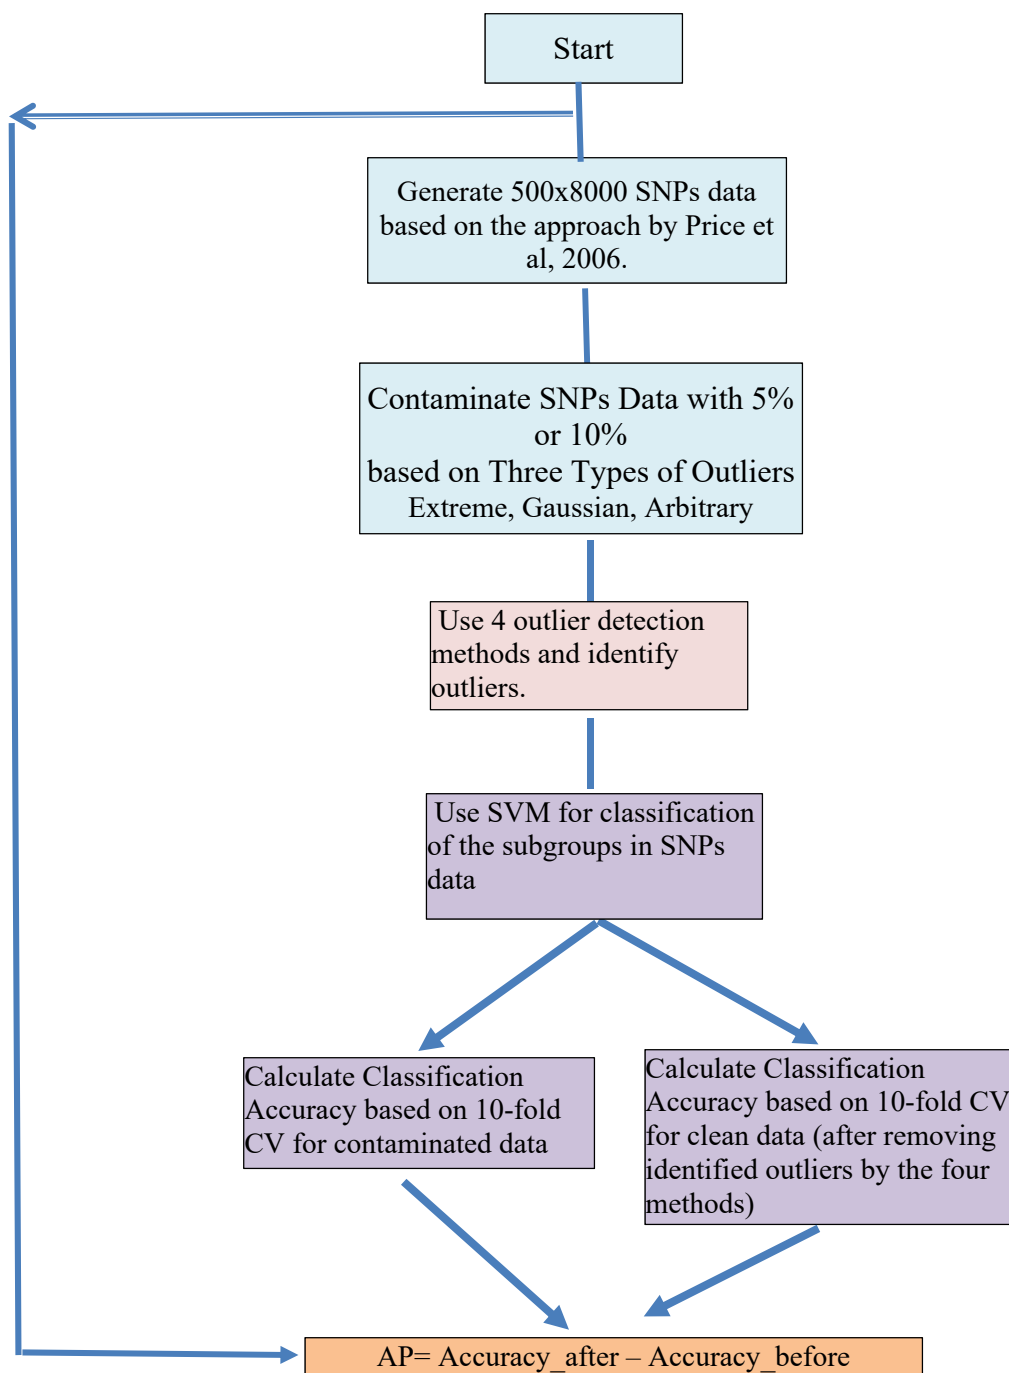 Start
Generate 500x8000 SNPs data
based on the approach by Price et
al, 2006.
Contaminate SNPs Data with 5%
or 10%
based on Three Types of Outliers
Extreme, Gaussian, Arbitrary
Use 4 outlier detection
methods and identify
outliers.
Use SVM for classification
of the subgroups in SNPs
data
Calculate Classification
Accuracy based on 10-fold
CV for contaminated data
Calculate Classification
Accuracy based on 10-fold CV
for clean data (after removing
identified outliers by the four
methods)
AP= Accuracy_after – Accuracy_before